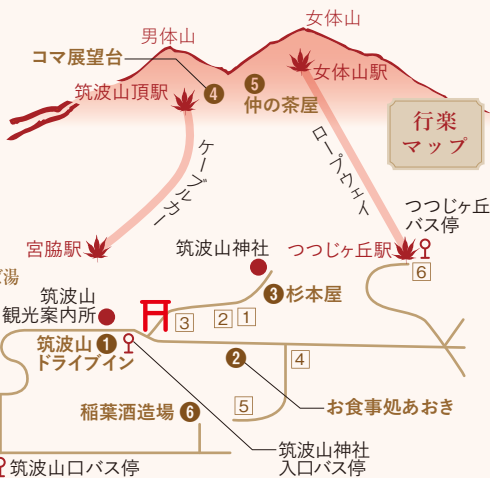 女体山
男体山
コマ展望台
女体山駅
筑波山頂駅
4
5
仲の茶屋
行楽
マップ
ケーブルカー
ロープウェイ
つつじヶ丘
バス停
宮脇駅
筑波山神社
つつじヶ丘駅
6
湯
筑波山
観光案内所
3
杉本屋
3
2
1
筑波山
ドライブイン
1
2
4
稲葉酒造場
6
5
お食事処あおき
筑波山神社
入口バス停
筑波山口バス停